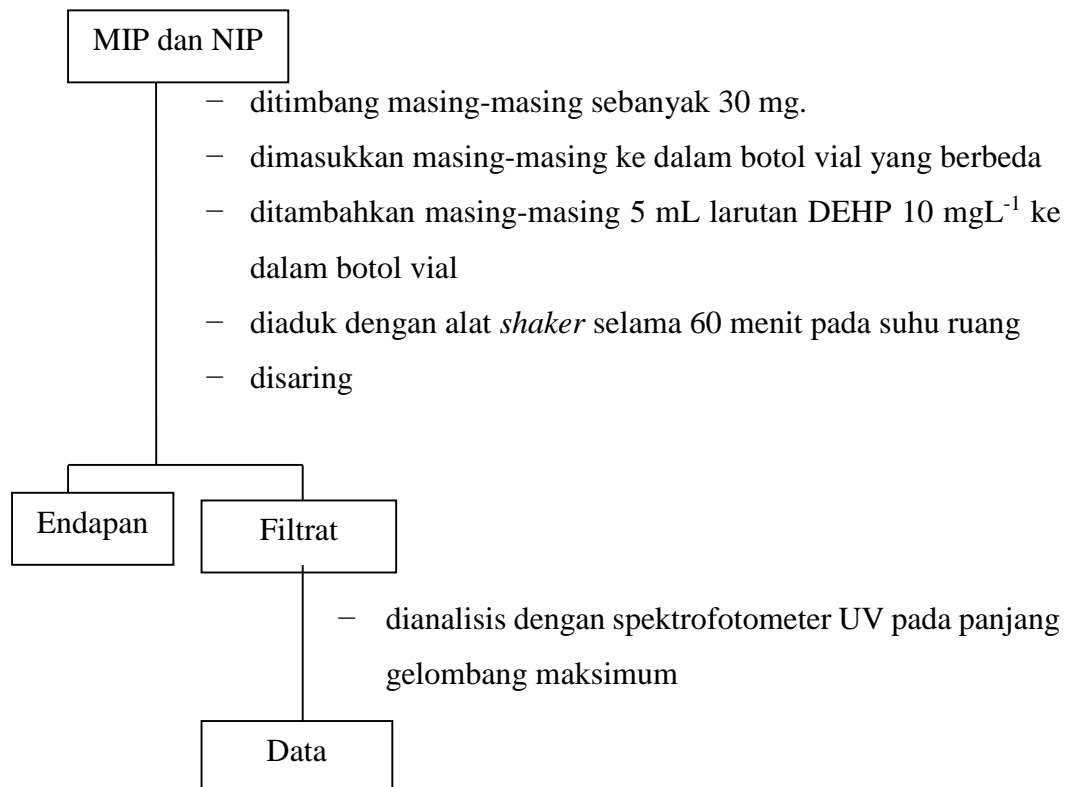 MIP dan NIP
− ditimbang masing-masing sebanyak 30 mg.
− dimasukkan masing-masing ke dalam botol vial yang berbeda
− ditambahkan masing-masing 5 mL larutan DEHP 10 mgL⁻¹ ke
dalam botol vial
− diaduk dengan alat shaker selama 60 menit pada suhu ruang
− disaring
Endapan
Filtrat
− dianalisis dengan spektrofotometer UV pada panjang
gelombang maksimum
Data